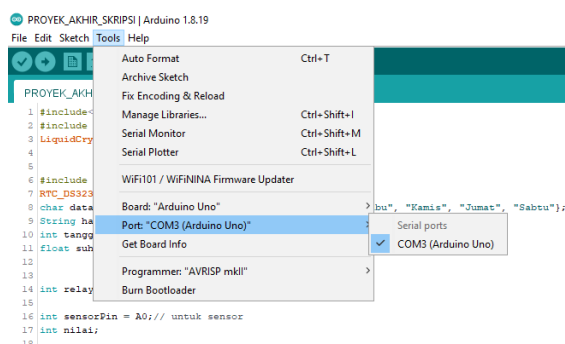 PROYEK_AKHIR_SKRIPSI | Arduino 1.8.19
File Edit Sketch Tools Help
PROYEK_AKH
Auto Format Ctrl+T
Archive Sketch
Fix Encoding & Reload
Manage Libraries... Ctrl+Shift+I
Serial Monitor Ctrl+Shift+M
Serial Plotter Ctrl+Shift+L
WiFi101 / WiFiNINA Firmware Updater
Board: "Arduino Uno"
Port: "COM3 (Arduino Uno)"
Get Board Info
Programmer: "AVRISP mkII"
Burn Bootloader
Serial ports
COM3 (Arduino Uno)
1 #include<
2 #include
3 LiquidCry
4
5
6 #include
7 RTC_DS323
8 char data bu", "Kamis", "Jumat", "Sabtu"};
9 String ha
10 int tangg
11 float suh
12
13
14 int relay
15
16 int sensorPin = A0;// untuk sensor
17 int nilai;
18